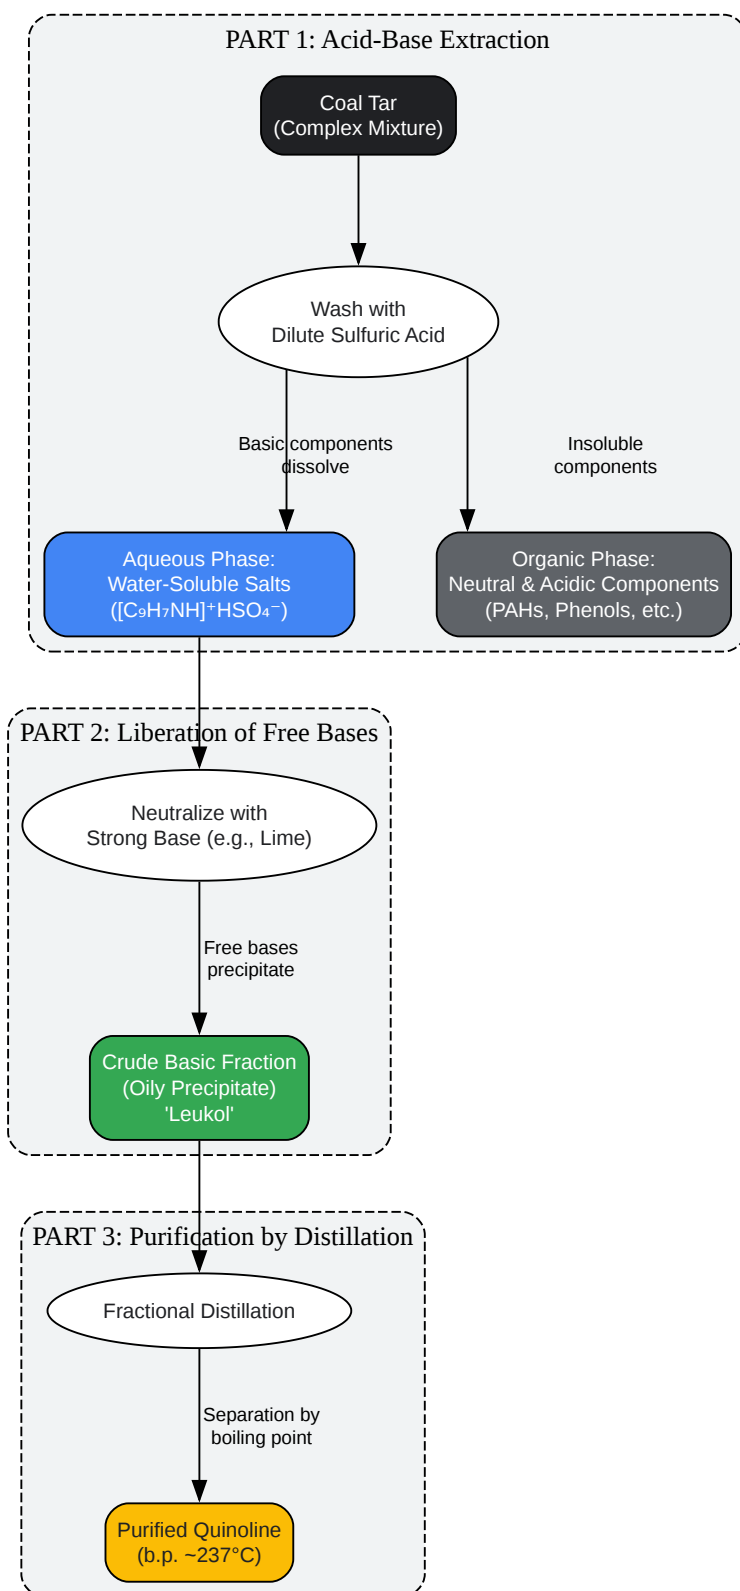 PART 1: Acid-Base Extraction
Coal Tar
(Complex Mixture)
Wash with
Dilute Sulfuric Acid
Basic components
dissolve
Insoluble
components
Aqueous Phase:
Water-Soluble Salts
([C₉H₇NH]⁺HSO₄⁻)
Organic Phase:
Neutral & Acidic Components
(PAHs, Phenols, etc.)
PART 2: Liberation of Free Bases
Neutralize with
Strong Base (e.g., Lime)
Free bases
precipitate
Crude Basic Fraction
(Oily Precipitate)
'Leukol'
PART 3: Purification by Distillation
Fractional Distillation
Separation by
boiling point
Purified Quinoline
(b.p. ~237°C)